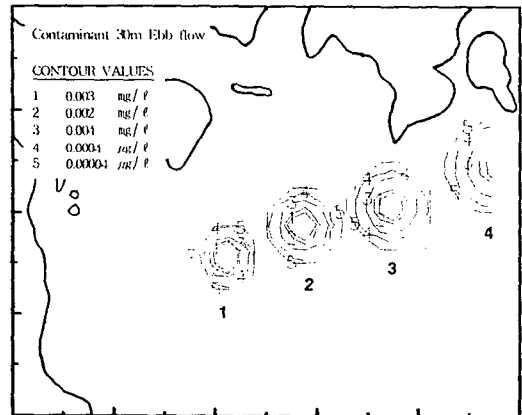 Contaminant 30m Ebb flow
CONTOUR VALUES
1 0.003 mg/ℓ
2 0.002 mg/ℓ
3 0.004 mg/ℓ
4 0.0004 µg/ℓ
5 0.00004 µg/ℓ
4
3
2
1